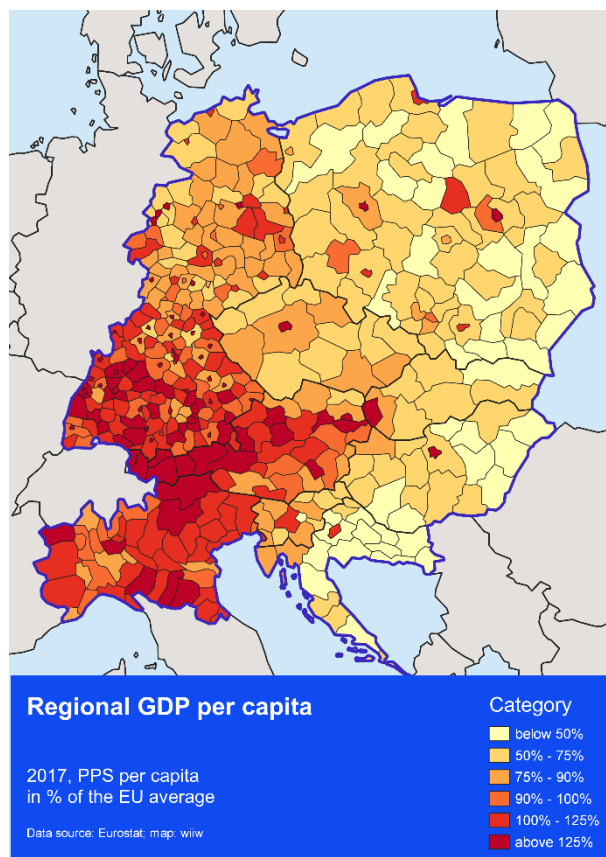 Regional GDP per capita
2017, PPS per capita
in % of the EU average
Data source: Eurostat; map: wiiw
Category
below 50%
50% - 75%
75% - 90%
90% - 100%
100% - 125%
above 125%